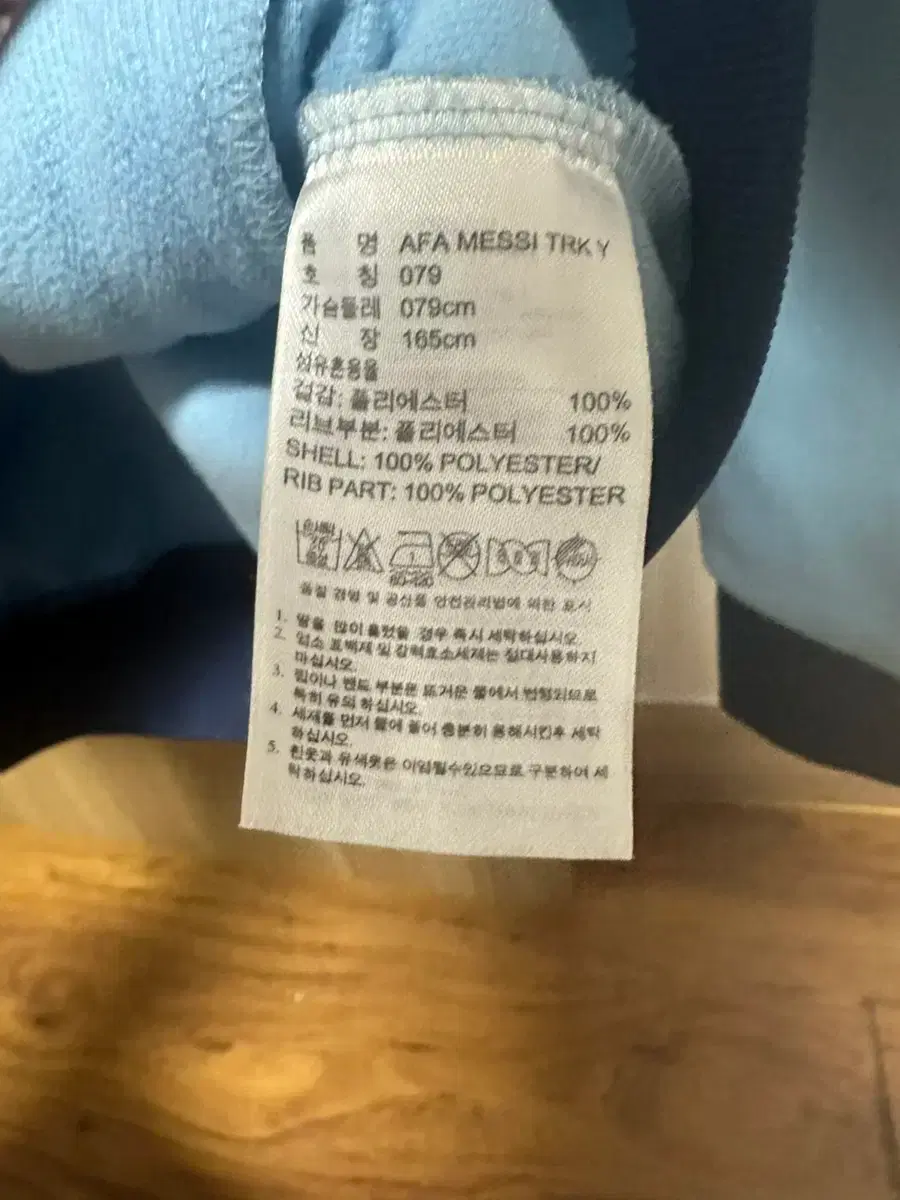 품 명 AFA MESSI TRK Y
호 칭 079
가슴둘레 079cm
신 장 165cm
섬유혼용율
겉감: 폴리에스터 100%
리브부분: 폴리에스터 100%
SHELL: 100% POLYESTER/
RIB PART: 100% POLYESTER
품질 경영 및 공산품 안전관리법에 의한 표시
1. 땀을 많이 흘렸을 경우 즉시 세탁하십시오.
2. 염소 표백제 및 강력효소세제는 절대사용하지
마십시오.
3. 립이나 밴드 부분은 뜨거운 물에서 변형되므로
특히 유의 하십시오.
4. 세제를 먼저 물에 풀어 충분히 용해시킨후 세탁
하십시오.
5. 흰옷과 유색옷은 이염될수있으므로 구분하여 세
탁하십시오.